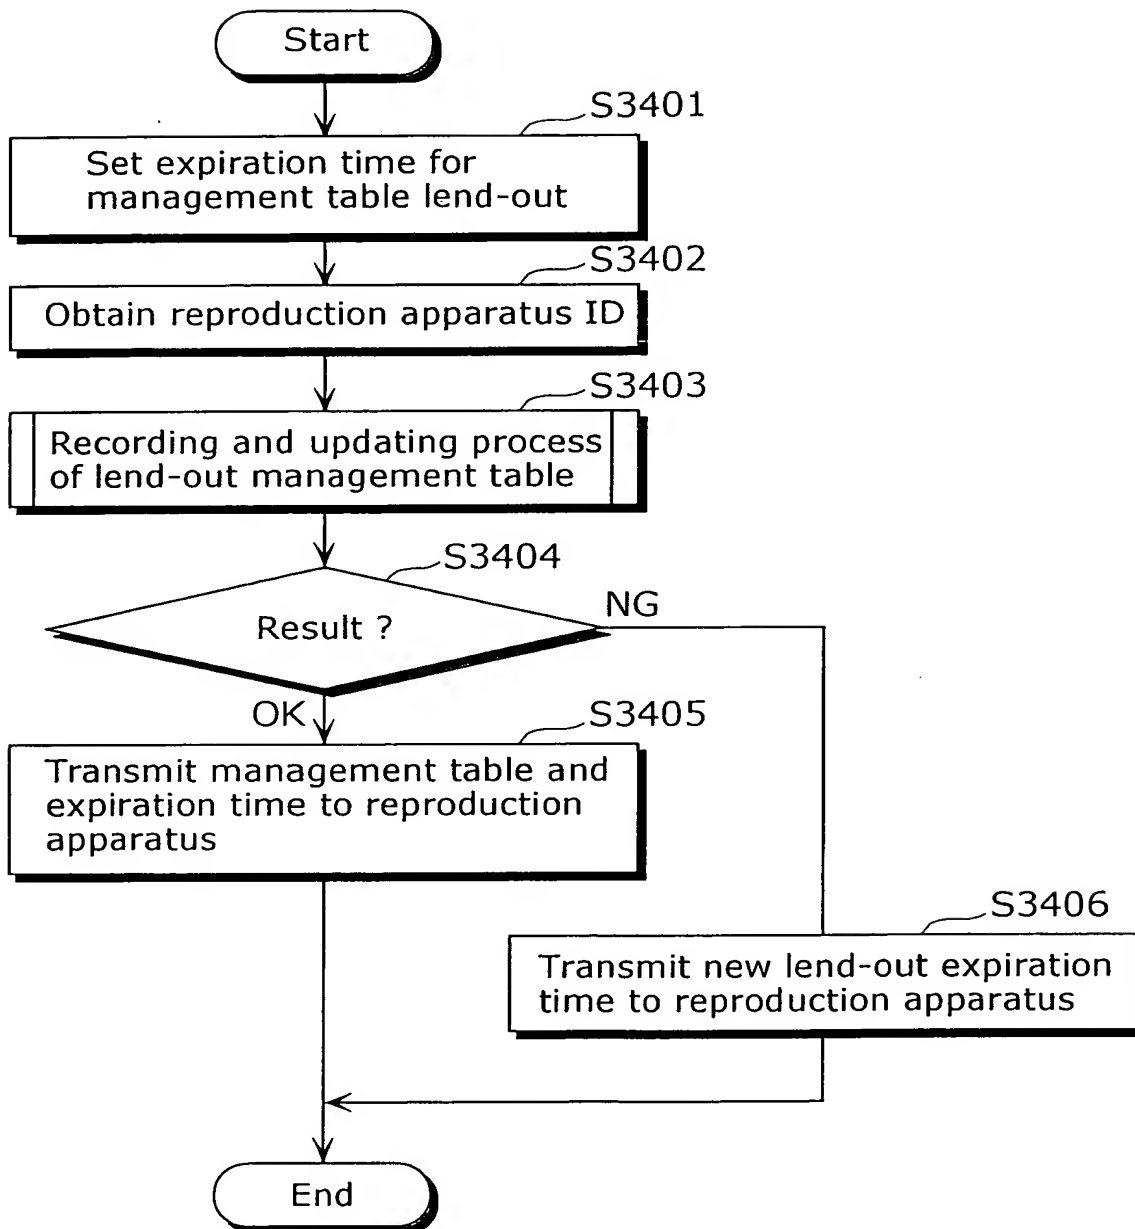 Start
S3401
Set expiration time for
management table lend-out
S3402
Obtain reproduction apparatus ID
S3403
Recording and updating process
of lend-out management table
S3404
Result ?
NG
OK
S3405
Transmit management table and
expiration time to reproduction
apparatus
S3406
Transmit new lend-out expiration
time to reproduction apparatus
End